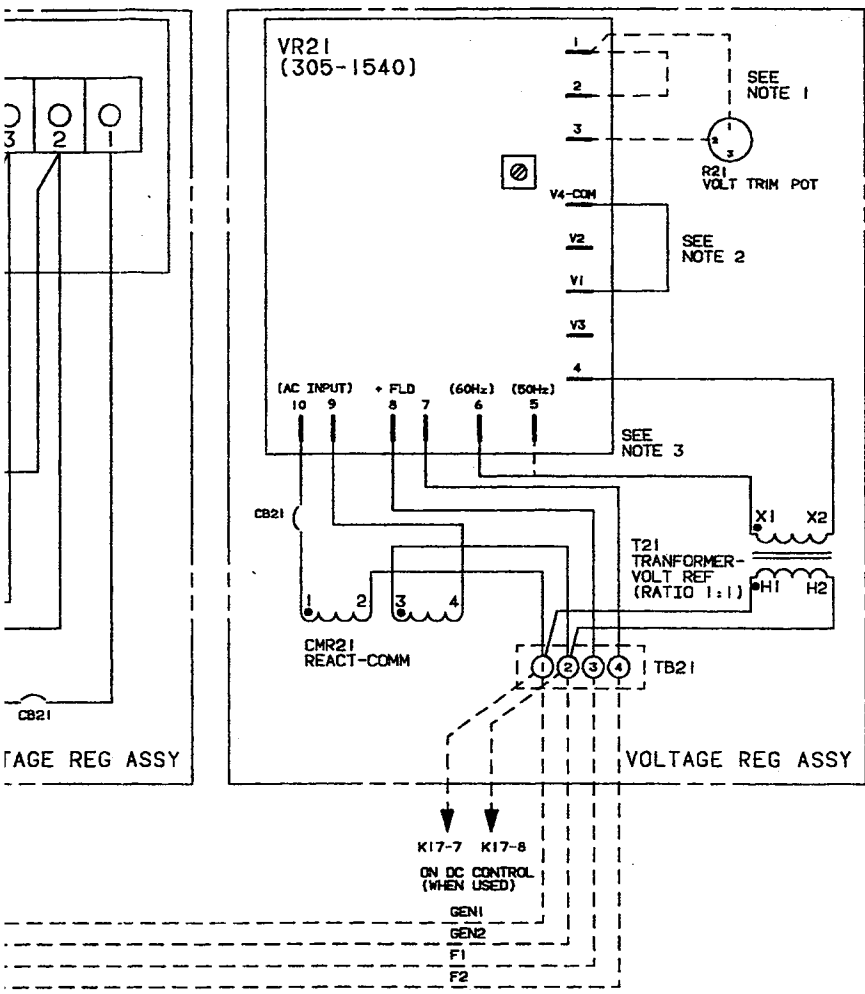 VR21
(305-1540)
1
2
3
V4-COM
V2
V1
V3
4
SEE
NOTE 1
1
2
3
R21
VOLT TRIM POT
SEE
NOTE 2
3 2 1
(AC INPUT) + FLD (60Hz) (50Hz)
10 9 8 7 6 5
SEE
NOTE 3
CB21
X1 X2
T21
TRANFORMER-
VOLT REF
(RATIO 1:1)
H1 H2
1 2 3 4
CMR21
REACT-COMM
1 2 3 4 TB21
CB21
TAGE REG ASSY
VOLTAGE REG ASSY
K17-7 K17-8
ON DC CONTROL
(WHEN USED)
GEN1
GEN2
F1
F2